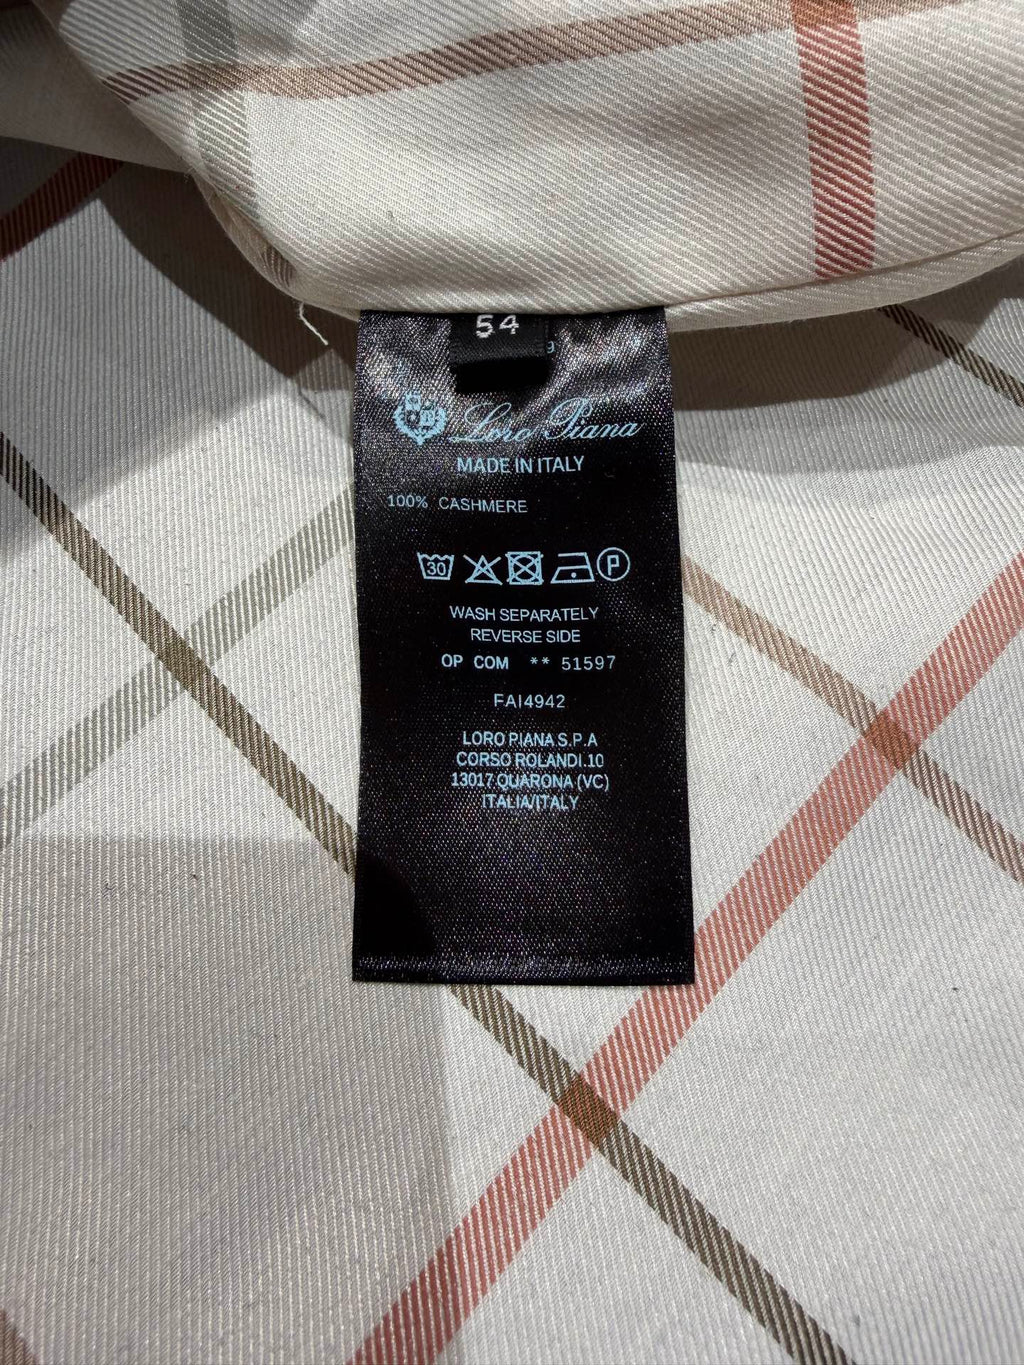 54
Loro Piana
MADE IN ITALY
100% CASHMERE
30 P
WASH SEPARATELY
REVERSE SIDE
OP COM ** 51597
FAI4942
LORO PIANA S.P.A
CORSO ROLANDI.10
13017 QUARONA (VC)
ITALIA/ITALY